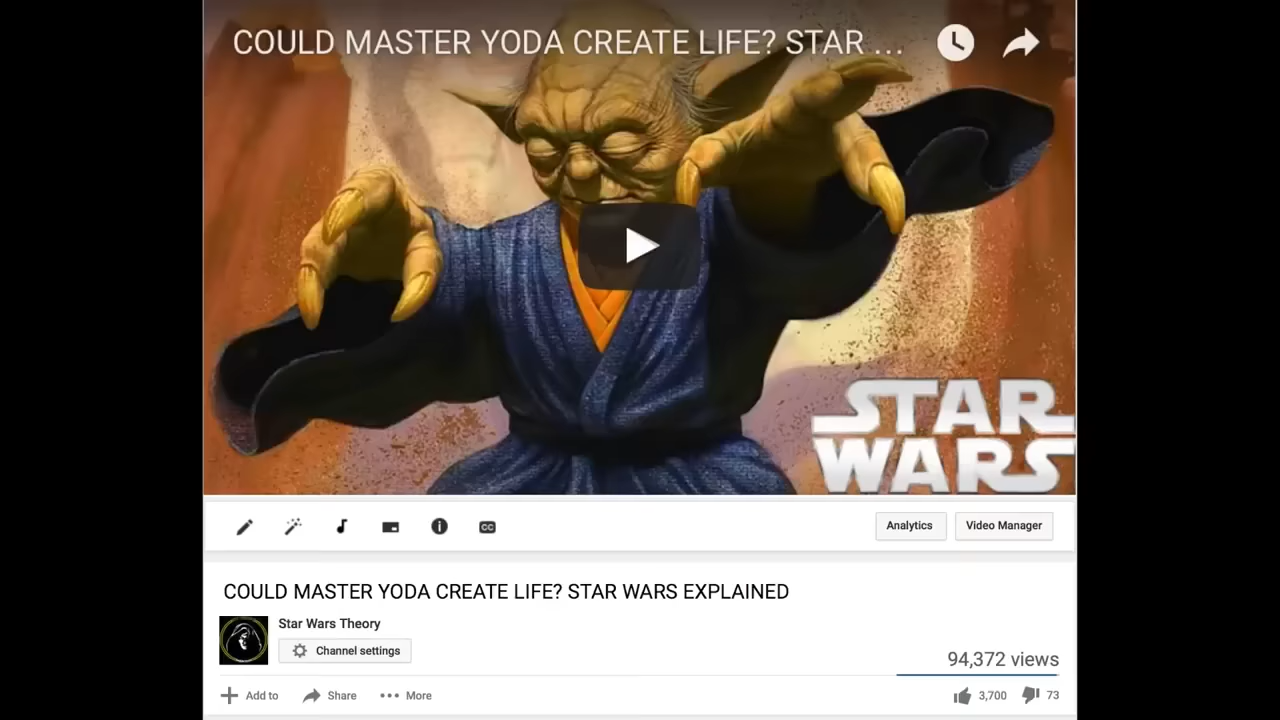 COULD MASTER YODA CREATE LIFE? STAR ...
STAR
WARS
CC
Analytics
Video Manager
COULD MASTER YODA CREATE LIFE? STAR WARS EXPLAINED
Star Wars Theory
Channel settings
94,372 views
Add to
Share
More
3,700
73